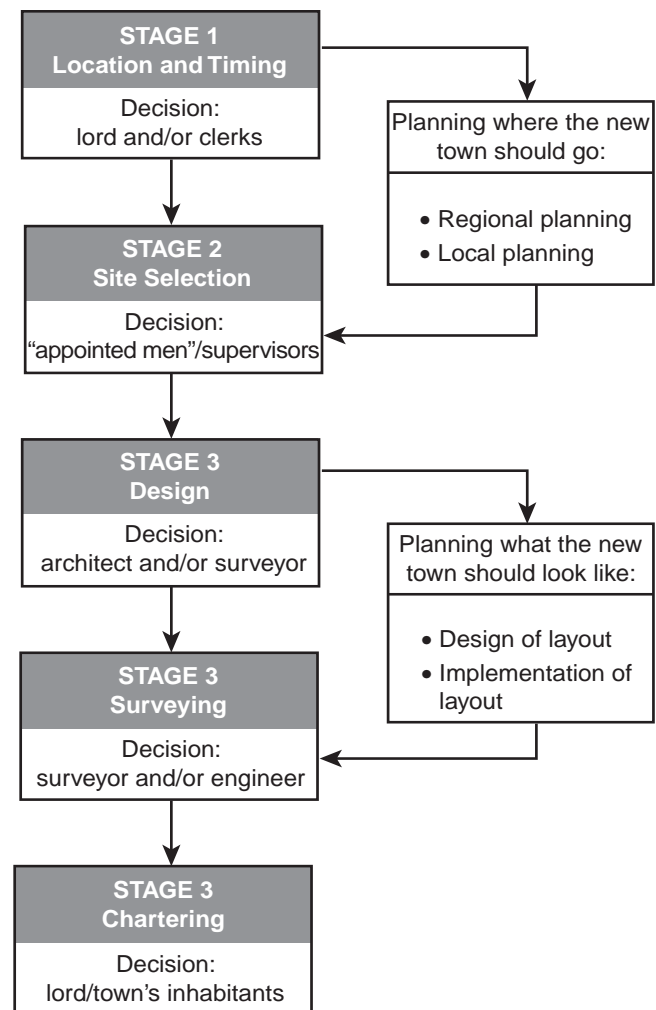 STAGE 1
Location and Timing
Decision:
lord and/or clerks
Planning where the new
town should go:
• Regional planning
• Local planning
STAGE 2
Site Selection
Decision:
“appointed men”/supervisors
STAGE 3
Design
Decision:
architect and/or surveyor
Planning what the new
town should look like:
• Design of layout
• Implementation of
layout
STAGE 3
Surveying
Decision:
surveyor and/or engineer
STAGE 3
Chartering
Decision:
lord/town’s inhabitants